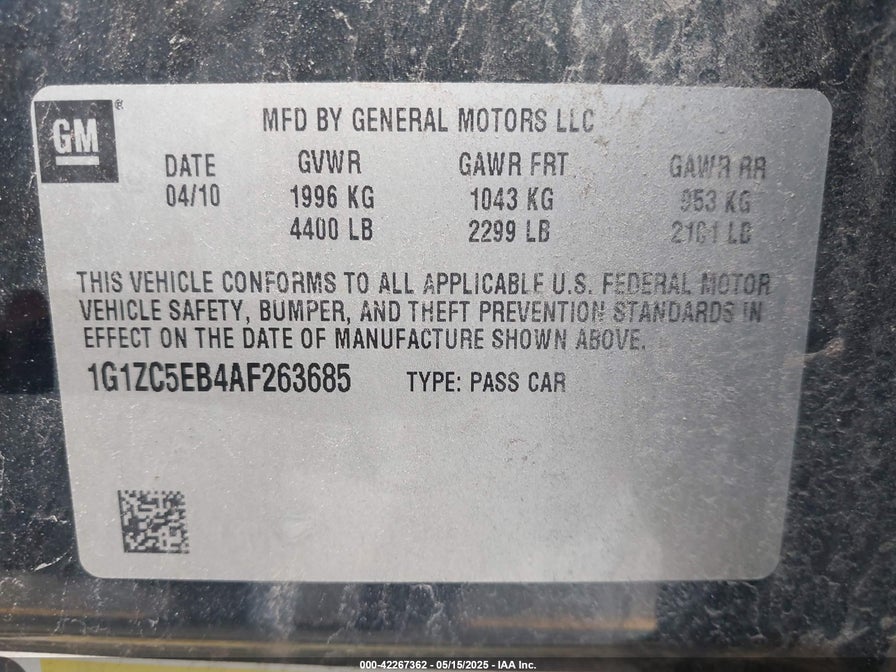 GM ®
MFD BY GENERAL MOTORS LLC
DATE GVWR GAWR FRT GAWR RR
04/10 1996 KG 1043 KG 953 KG
4400 LB 2299 LB 2101 LB
THIS VEHICLE CONFORMS TO ALL APPLICABLE U.S. FEDERAL MOTOR
VEHICLE SAFETY, BUMPER, AND THEFT PREVENTION STANDARDS IN
EFFECT ON THE DATE OF MANUFACTURE SHOWN ABOVE.
1G1ZC5EB4AF263685 TYPE: PASS CAR
000-42267362 - 05/15/2025 - IAA Inc.